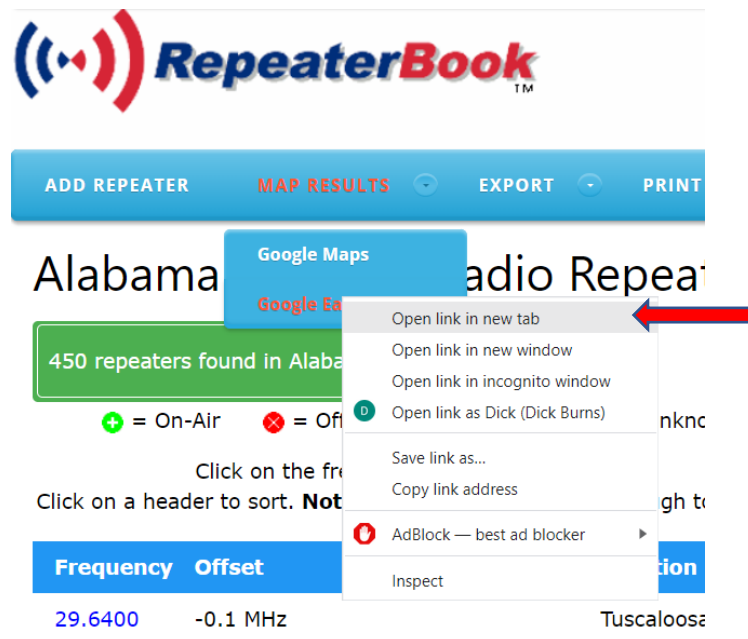 RepeaterBook
TM
ADD REPEATER MAP RESULTS EXPORT PRINT
Google Maps
Alabama adio Repeat
Google Ea
Open link in new tab
Open link in new window
450 repeaters found in Alaba
Open link in incognito window
= On-Air = Off
D Open link as Dick (Dick Burns)
nkno
Save link as...
Click on the fre
Copy link address
Click on a header to sort. Not gh to
AdBlock — best ad blocker
Frequency Offset tion
Inspect
29.6400 -0.1 MHz Tuscaloosa